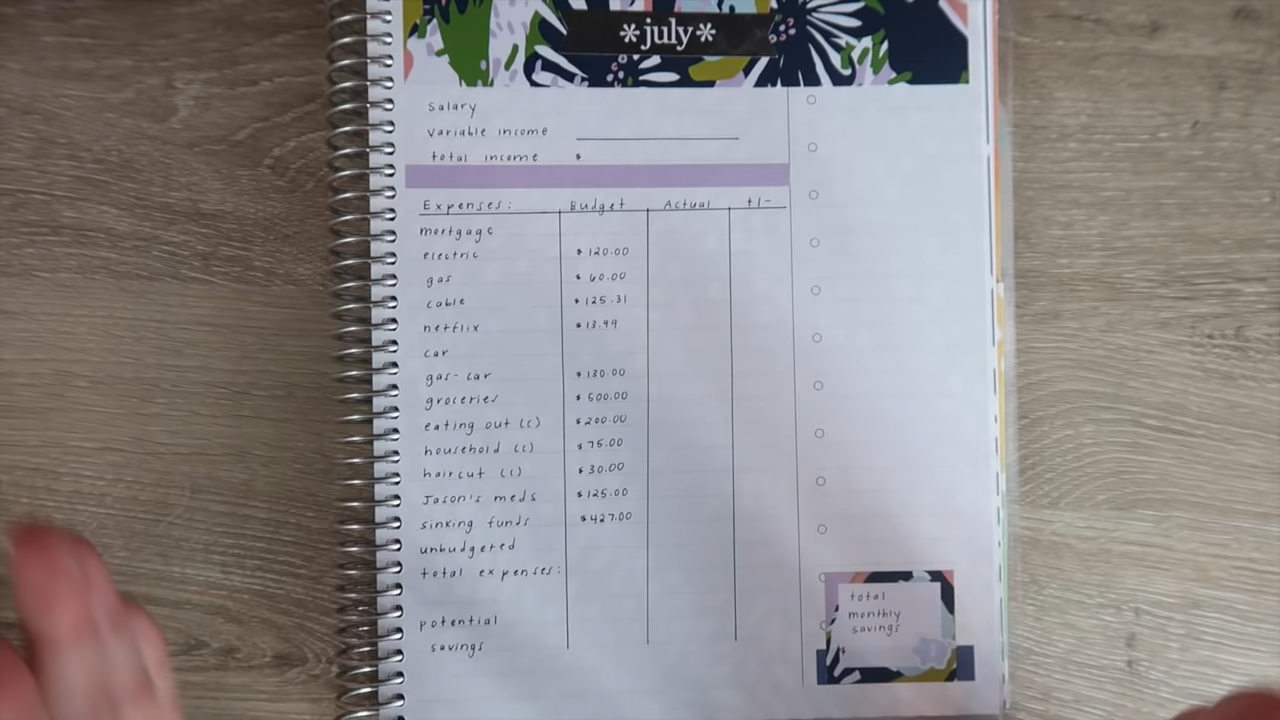 *july*
salary
variable income
total income $
Expenses: Budget Actual +/-
mortgage
electric $120.00
gas $60.00
cable $125.31
netflix $13.99
car
gas-car $130.00
groceries $500.00
eating out (c) $200.00
household (c) $75.00
haircut (c) $30.00
Jason's meds $125.00
sinking funds $427.00
unbudgeted
total expenses:
potential
savings
total
monthly
savings
$